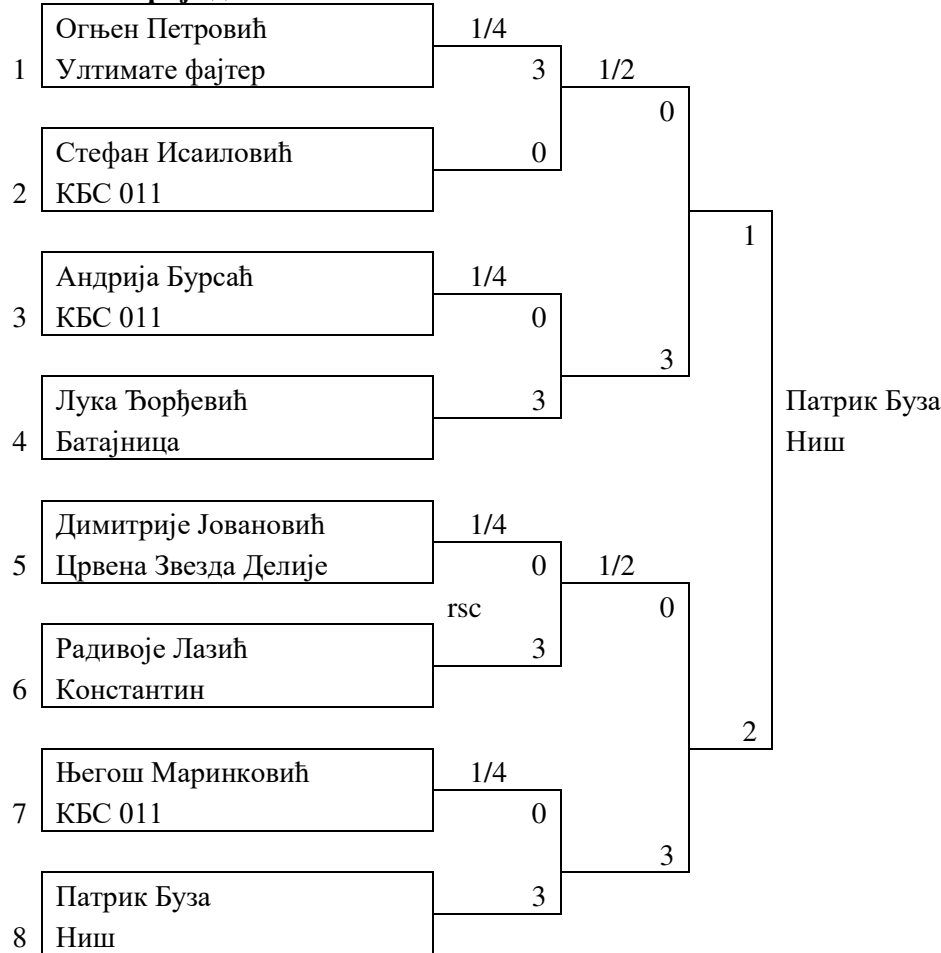 Огњен Петровић
1/4
1
Ултимате фајтер
3
1/2
0
Стефан Исаиловић
0
2
КБС 011
1
Андрија Бурсаћ
1/4
3
КБС 011
0
3
Лука Ђорђевић
3
Патрик Буза
4
Батајница
Ниш
Димитрије Јовановић
1/4
5
Црвена Звезда Делије
0
1/2
rsc
0
Радивоје Лазић
3
6
Константин
2
Његош Маринковић
1/4
7
КБС 011
0
3
Патрик Буза
3
8
Ниш